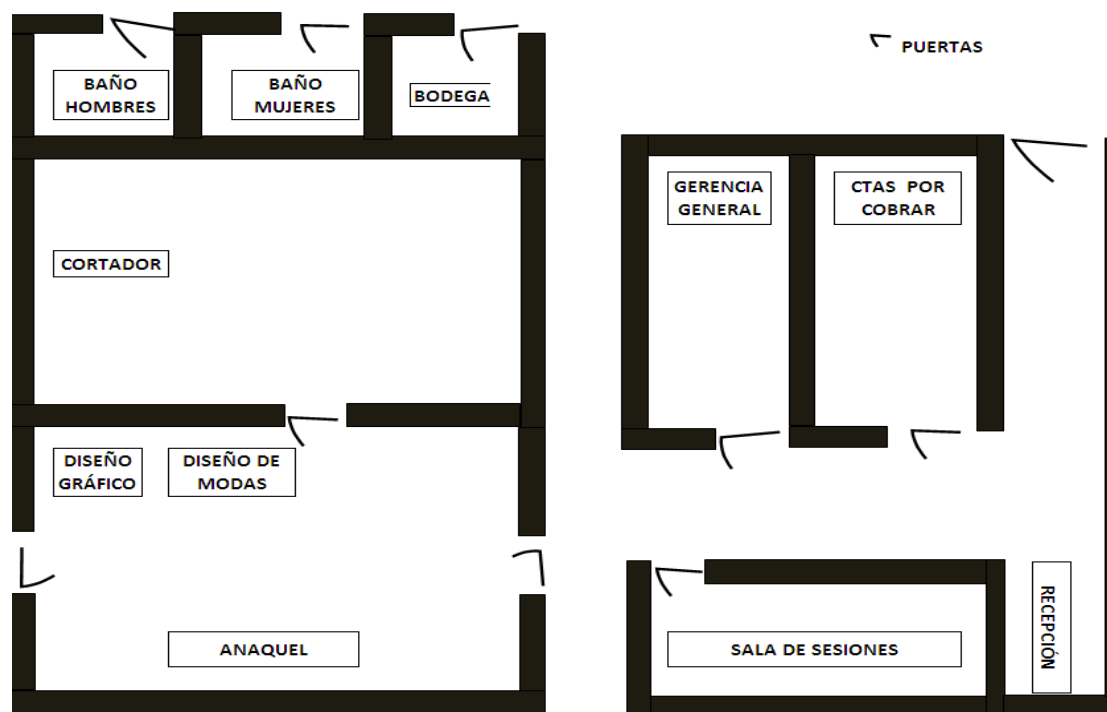 PUERTAS
BAÑO
HOMBRES
BAÑO
MUJERES
BODEGA
GERENCIA
GENERAL
CTAS POR
COBRAR
CORTADOR
DISEÑO
GRÁFICO
DISEÑO DE
MODAS
ANAQUEL
SALA DE SESIONES
RECEPCIÓN